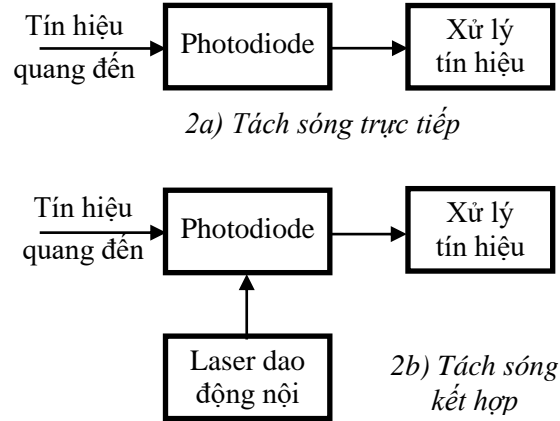 Tín hiệu
quang đến
Photodiode
Xử lý
tín hiệu
2a) Tách sóng trực tiếp
Tín hiệu
quang đến
Photodiode
Xử lý
tín hiệu
Laser dao
động nội
2b) Tách sóng
kết hợp